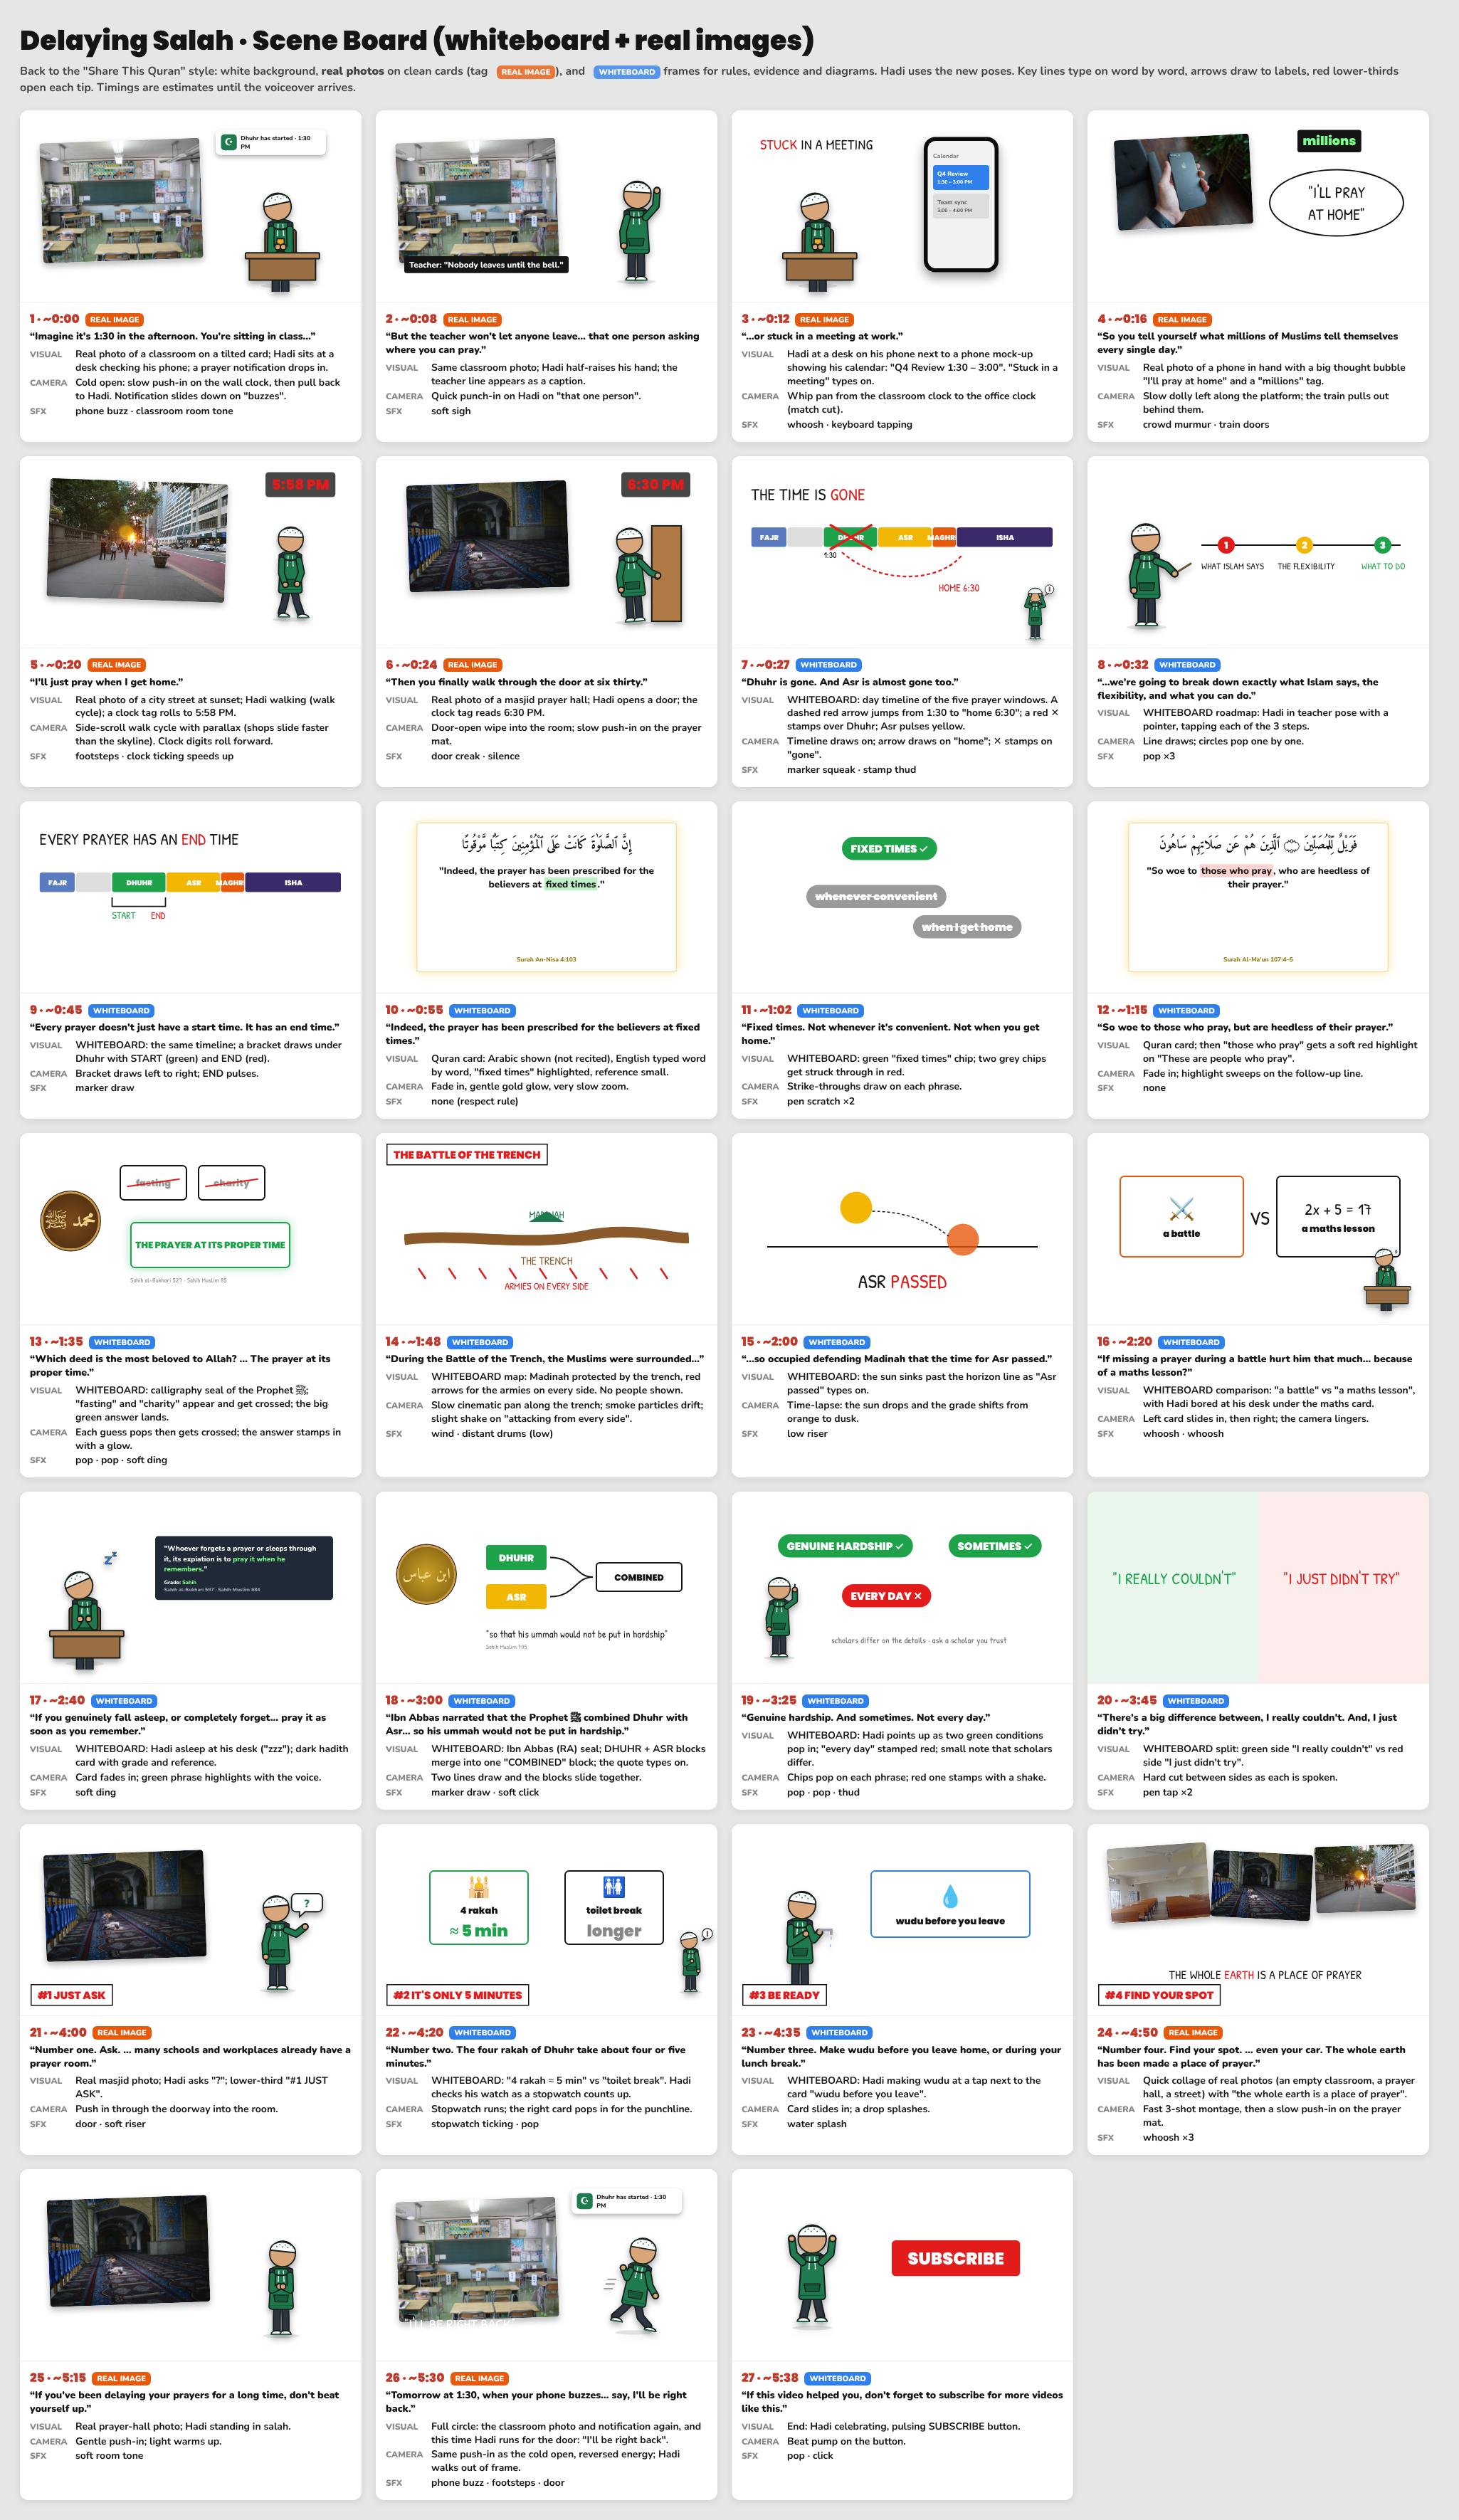 Delaying Salah · Scene Board (whiteboard + real images)
Back to the "Share This Quran" style: white background, real photos on clean cards (tag REAL IMAGE), and WHITEBOARD frames for rules, evidence and diagrams. Hadi uses the new poses. Key lines type on word by word, arrows draw to labels, red lower-thirds
open each tip. Timings are estimates until the voiceover arrives.
Dhuhr has started · 1:30
PM
1 · ~0:00 REAL IMAGE
“Imagine it's 1:30 in the afternoon. You're sitting in class...”
VISUAL Real photo of a classroom on a tilted card; Hadi sits at a
desk checking his phone; a prayer notification drops in.
CAMERA Cold open: slow push-in on the wall clock, then pull back
to Hadi. Notification slides down on "buzzes".
SFX phone buzz · classroom room tone
Teacher: "Nobody leaves until the bell."
2 · ~0:08 REAL IMAGE
“But the teacher won't let anyone leave... that one person asking
where you can pray.”
VISUAL Same classroom photo; Hadi half-raises his hand; the
teacher line appears as a caption.
CAMERA Quick punch-in on Hadi on "that one person".
SFX soft sigh
STUCK IN A MEETING
Calendar
Q4 Review
1:30 – 3:00 PM
Team sync
3:00 – 4:00 PM
3 · ~0:12 REAL IMAGE
“...or stuck in a meeting at work.”
VISUAL Hadi at a desk on his phone next to a phone mock-up
showing his calendar: "Q4 Review 1:30 – 3:00". "Stuck in a
meeting" types on.
CAMERA Whip pan from the classroom clock to the office clock
(match cut).
SFX whoosh · keyboard tapping
millions
"I'LL PRAY
AT HOME"
4 · ~0:16 REAL IMAGE
“So you tell yourself what millions of Muslims tell themselves
every single day.”
VISUAL Real photo of a phone in hand with a big thought bubble
"I'll pray at home" and a "millions" tag.
CAMERA Slow dolly left along the platform; the train pulls out
behind them.
SFX crowd murmur · train doors
5:58 PM
5 · ~0:20 REAL IMAGE
“I'll just pray when I get home.”
VISUAL Real photo of a city street at sunset; Hadi walking (walk
cycle); a clock tag rolls to 5:58 PM.
CAMERA Side-scroll walk cycle with parallax (shops slide faster
than the skyline). Clock digits roll forward.
SFX footsteps · clock ticking speeds up
6:30 PM
6 · ~0:24 REAL IMAGE
“Then you finally walk through the door at six thirty.”
VISUAL Real photo of a masjid prayer hall; Hadi opens a door; the
clock tag reads 6:30 PM.
CAMERA Door-open wipe into the room; slow push-in on the prayer
mat.
SFX door creak · silence
THE TIME IS GONE
FAJR DHUHR ASR MAGHRIB ISHA
1:30
HOME 6:30
7 · ~0:27 WHITEBOARD
“Dhuhr is gone. And Asr is almost gone too.”
VISUAL WHITEBOARD: day timeline of the five prayer windows. A
dashed red arrow jumps from 1:30 to "home 6:30"; a red ✕
stamps over Dhuhr; Asr pulses yellow.
CAMERA Timeline draws on; arrow draws on "home"; ✕ stamps on
"gone".
SFX marker squeak · stamp thud
1 2 3
WHAT ISLAM SAYS THE FLEXIBILITY WHAT TO DO
8 · ~0:32 WHITEBOARD
“...we're going to break down exactly what Islam says, the
flexibility, and what you can do.”
VISUAL WHITEBOARD roadmap: Hadi in teacher pose with a
pointer, tapping each of the 3 steps.
CAMERA Line draws; circles pop one by one.
SFX pop ×3
EVERY PRAYER HAS AN END TIME
FAJR DHUHR ASR MAGHR ISHA
START END
9 · ~0:45 WHITEBOARD
“Every prayer doesn't just have a start time. It has an end time.”
VISUAL WHITEBOARD: the same timeline; a bracket draws under
Dhuhr with START (green) and END (red).
CAMERA Bracket draws left to right; END pulses.
SFX marker draw
إِنَّ ٱلصَّلَوٰةَ كَانَتْ عَلَى ٱلْمُؤْمِنِينَ كِتَٰبًا مَّوْقُوتًا
"Indeed, the prayer has been prescribed for the
believers at fixed times."
Surah An-Nisa 4:103
10 · ~0:55 WHITEBOARD
“Indeed, the prayer has been prescribed for the believers at fixed
times.”
VISUAL Quran card: Arabic shown (not recited), English typed word
by word, "fixed times" highlighted, reference small.
CAMERA Fade in, gentle gold glow, very slow zoom.
SFX none (respect rule)
FIXED TIMES ✓
whenever convenient
when I get home
11 · ~1:02 WHITEBOARD
“Fixed times. Not whenever it's convenient. Not when you get
home.”
VISUAL WHITEBOARD: green "fixed times" chip; two grey chips
get struck through in red.
CAMERA Strike-throughs draw on each phrase.
SFX pen scratch ×2
فَوَيْلٌ لِّلْمُصَلِّينَ ۝ ٱلَّذِينَ هُمْ عَن صَلَاتِهِمْ سَاهُونَ
"So woe to those who pray, who are heedless of
their prayer."
Surah Al-Ma'un 107:4–5
12 · ~1:15 WHITEBOARD
“So woe to those who pray, but are heedless of their prayer.”
VISUAL Quran card; then "those who pray" gets a soft red highlight
on "These are people who pray".
CAMERA Fade in; highlight sweeps on the follow-up line.
SFX none
fasting charity
محمد ﷺ
THE PRAYER AT ITS PROPER TIME
Sahih al-Bukhari 527 · Sahih Muslim 85
13 · ~1:35 WHITEBOARD
“Which deed is the most beloved to Allah? ... The prayer at its
proper time.”
VISUAL WHITEBOARD: calligraphy seal of the Prophet ﷺ;
"fasting" and "charity" appear and get crossed; the big
green answer lands.
CAMERA Each guess pops then gets crossed; the answer stamps in
with a glow.
SFX pop · pop · soft ding
THE BATTLE OF THE TRENCH
MADINAH
THE TRENCH
ARMIES ON EVERY SIDE
14 · ~1:48 WHITEBOARD
“During the Battle of the Trench, the Muslims were surrounded...”
VISUAL WHITEBOARD map: Madinah protected by the trench, red
arrows for the armies on every side. No people shown.
CAMERA Slow cinematic pan along the trench; smoke particles drift;
slight shake on "attacking from every side".
SFX wind · distant drums (low)
ASR PASSED
15 · ~2:00 WHITEBOARD
“...so occupied defending Madinah that the time for Asr passed.”
VISUAL WHITEBOARD: the sun sinks past the horizon line as "Asr
passed" types on.
CAMERA Time-lapse: the sun drops and the grade shifts from
orange to dusk.
SFX low riser
a battle
VS
2x + 5 = 17
a maths lesson
16 · ~2:20 WHITEBOARD
“If missing a prayer during a battle hurt him that much... because
of a maths lesson?”
VISUAL WHITEBOARD comparison: "a battle" vs "a maths lesson",
with Hadi bored at his desk under the maths card.
CAMERA Left card slides in, then right; the camera lingers.
SFX whoosh · whoosh
z z
"Whoever forgets a prayer or sleeps through
it, its expiation is to pray it when he
remembers."
Grade: Sahih
Sahih al-Bukhari 597 · Sahih Muslim 684
17 · ~2:40 WHITEBOARD
“If you genuinely fall asleep, or completely forget... pray it as
soon as you remember.”
VISUAL WHITEBOARD: Hadi asleep at his desk ("zzz"); dark hadith
card with grade and reference.
CAMERA Card fades in; green phrase highlights with the voice.
SFX soft ding
ابن عباس
DHUHR
ASR
COMBINED
"so that his ummah would not be put in hardship"
Sahih Muslim 705
18 · ~3:00 WHITEBOARD
“Ibn Abbas narrated that the Prophet ﷺ combined Dhuhr with
Asr... so his ummah would not be put in hardship.”
VISUAL WHITEBOARD: Ibn Abbas (RA) seal; DHUHR + ASR blocks
merge into one "COMBINED" block; the quote types on.
CAMERA Two lines draw and the blocks slide together.
SFX marker draw · soft click
GENUINE HARDSHIP ✓ SOMETIMES ✓
EVERY DAY ✕
scholars differ on the details · ask a scholar you trust
19 · ~3:25 WHITEBOARD
“Genuine hardship. And sometimes. Not every day.”
VISUAL WHITEBOARD: Hadi points up as two green conditions
pop in; "every day" stamped red; small note that scholars
differ.
CAMERA Chips pop on each phrase; red one stamps with a shake.
SFX pop · pop · thud
"I REALLY COULDN'T" "I JUST DIDN'T TRY"
20 · ~3:45 WHITEBOARD
“There's a big difference between, I really couldn't. And, I just
didn't try.”
VISUAL WHITEBOARD split: green side "I really couldn't" vs red
side "I just didn't try".
CAMERA Hard cut between sides as each is spoken.
SFX pen tap ×2
?
#1 JUST ASK
21 · ~4:00 REAL IMAGE
“Number one. Ask. ... many schools and workplaces already have a
prayer room.”
VISUAL Real masjid photo; Hadi asks "?"; lower-third "#1 JUST
ASK".
CAMERA Push in through the doorway into the room.
SFX door · soft riser
4 rakah
≈ 5 min
toilet break
longer
#2 IT'S ONLY 5 MINUTES
22 · ~4:20 WHITEBOARD
“Number two. The four rakah of Dhuhr take about four or five
minutes.”
VISUAL WHITEBOARD: "4 rakah ≈ 5 min" vs "toilet break". Hadi
checks his watch as a stopwatch counts up.
CAMERA Stopwatch runs; the right card pops in for the punchline.
SFX stopwatch ticking · pop
wudu before you leave
#3 BE READY
23 · ~4:35 WHITEBOARD
“Number three. Make wudu before you leave home, or during your
lunch break.”
VISUAL WHITEBOARD: Hadi making wudu at a tap next to the
card "wudu before you leave".
CAMERA Card slides in; a drop splashes.
SFX water splash
THE WHOLE EARTH IS A PLACE OF PRAYER
#4 FIND YOUR SPOT
24 · ~4:50 REAL IMAGE
“Number four. Find your spot. ... even your car. The whole earth
has been made a place of prayer.”
VISUAL Quick collage of real photos (an empty classroom, a prayer
hall, a street) with "the whole earth is a place of prayer".
CAMERA Fast 3-shot montage, then a slow push-in on the prayer
mat.
SFX whoosh ×3
25 · ~5:15 REAL IMAGE
“If you've been delaying your prayers for a long time, don't beat
yourself up.”
VISUAL Real prayer-hall photo; Hadi standing in salah.
CAMERA Gentle push-in; light warms up.
SFX soft room tone
Dhuhr has started · 1:30
PM
"I'LL BE RIGHT BACK"
26 · ~5:30 REAL IMAGE
“Tomorrow at 1:30, when your phone buzzes... say, I'll be right
back.”
VISUAL Full circle: the classroom photo and notification again, and
this time Hadi runs for the door: "I'll be right back".
CAMERA Same push-in as the cold open, reversed energy; Hadi
walks out of frame.
SFX phone buzz · footsteps · door
SUBSCRIBE
27 · ~5:38 WHITEBOARD
“If this video helped you, don't forget to subscribe for more videos
like this.”
VISUAL End: Hadi celebrating, pulsing SUBSCRIBE button.
CAMERA Beat pump on the button.
SFX pop · click